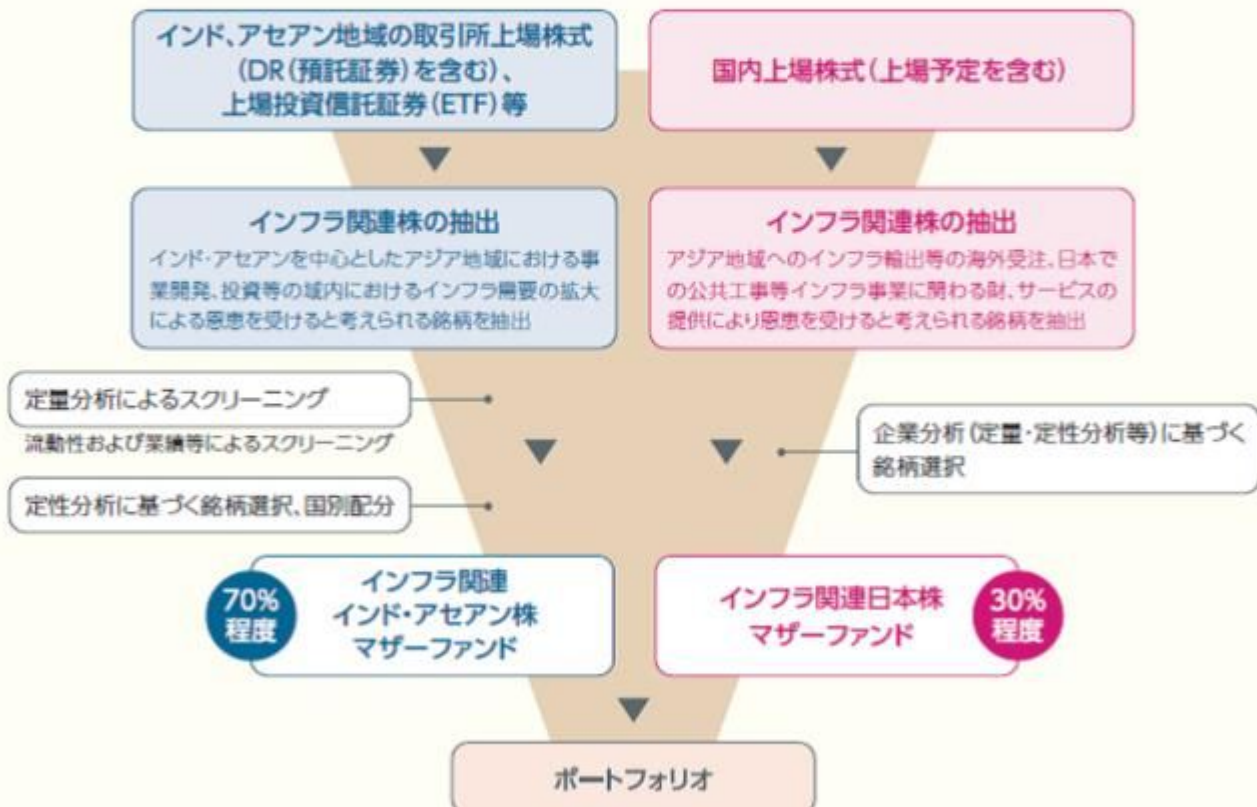 インド、アセアン地域の取引所上場株式
(DR(預託証券)を含む)、
上場投資信託証券(ETF)等
国内上場株式(上場予定を含む)
インフラ関連株の抽出
インド・アセアンを中心としたアジア地域における事
業開発、投資等の域内におけるインフラ需要の拡大
による恩恵を受けると考えられる銘柄を抽出
インフラ関連株の抽出
アジア地域へのインフラ輸出等の海外受注、日本で
の公共工事等インフラ事業に関わる財、サービスの
提供により恩恵を受けると考えられる銘柄を抽出
定量分析によるスクリーニング
流動性および業績等によるスクリーニング
定性分析に基づく銘柄選択、国別配分
企業分析(定量・定性分析等)に基づく
銘柄選択
70%
程度
インフラ関連
インド・アセアン株
マザーファンド
インフラ関連日本株
マザーファンド
30%
程度
ポートフォリオ